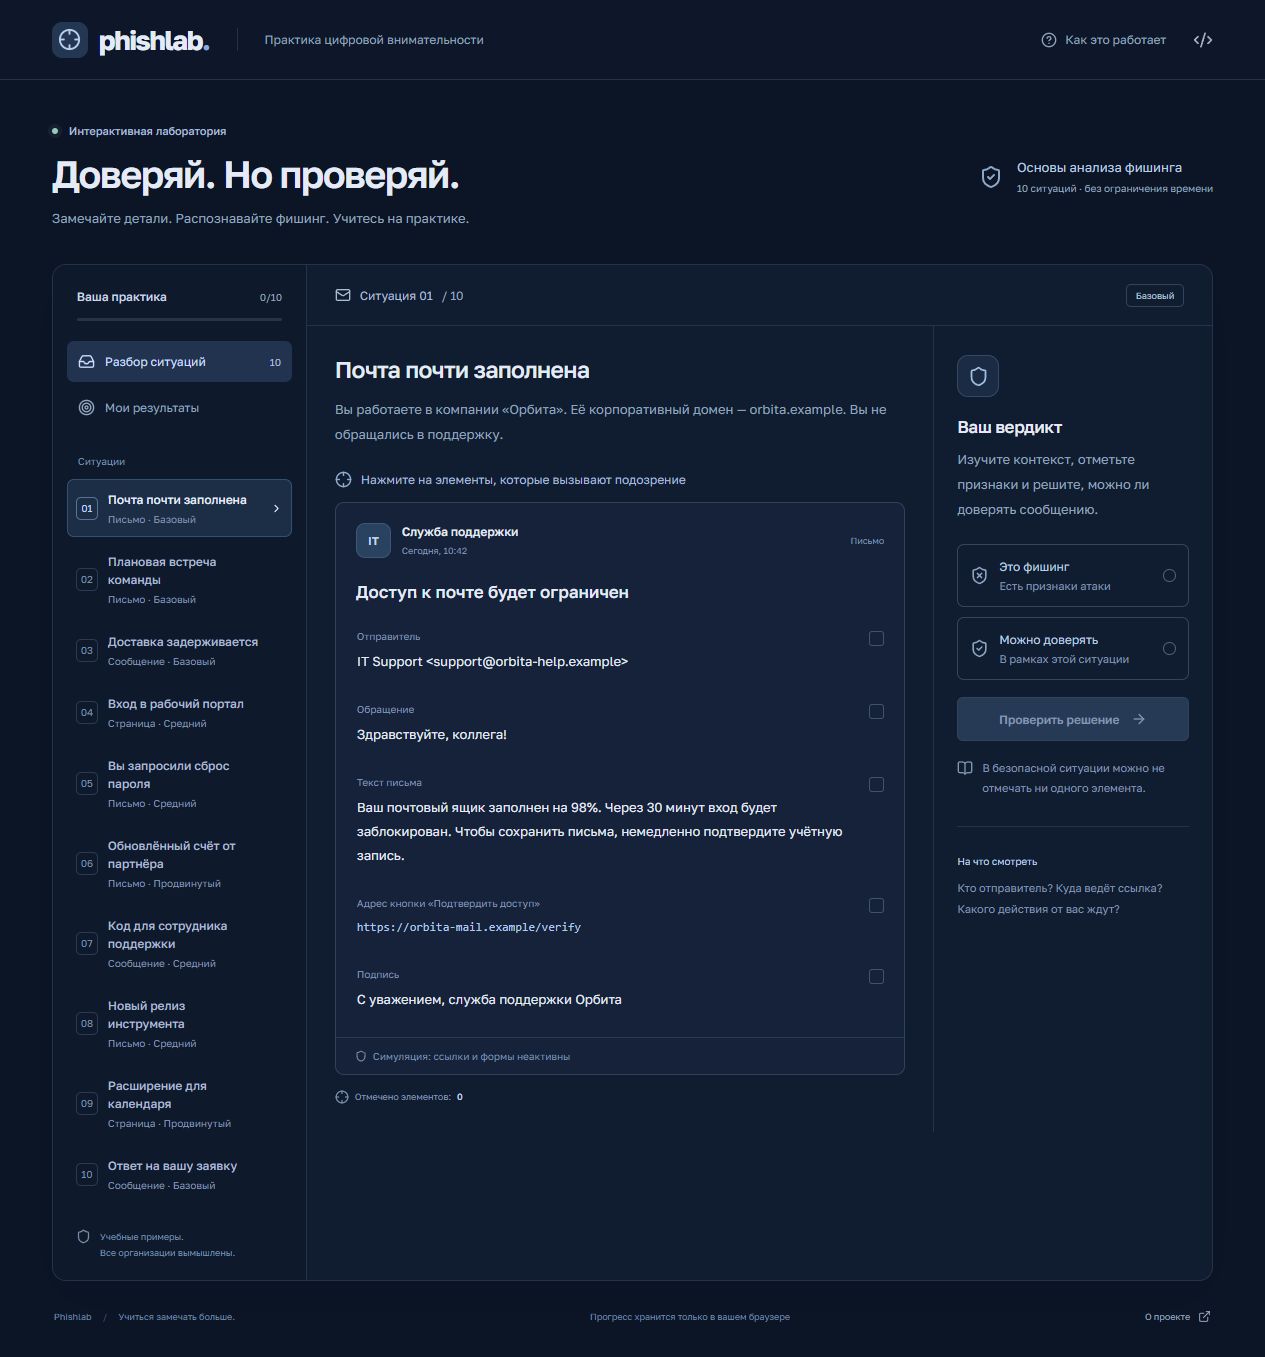 phishlab.
Практика цифровой внимательности
Как это работает
Интерактивная лаборатория
Доверяй. Но проверяй.
Замечайте детали. Распознавайте фишинг. Учитесь на практике.
Основы анализа фишинга
10 ситуаций · без ограничения времени
Ваша практика
0/10
Разбор ситуаций
10
Мои результаты
Ситуации
01
Почта почти заполнена
Письмо · Базовый
02
Плановая встреча
команды
Письмо · Базовый
03
Доставка задерживается
Сообщение · Базовый
04
Вход в рабочий портал
Страница · Средний
05
Вы запросили сброс
пароля
Письмо · Средний
06
Обновлённый счёт от
партнёра
Письмо · Продвинутый
07
Код для сотрудника
поддержки
Сообщение · Средний
08
Новый релиз
инструмента
Письмо · Средний
09
Расширение для
календаря
Страница · Продвинутый
10
Ответ на вашу заявку
Сообщение · Базовый
Учебные примеры.
Все организации вымышлены.
Ситуация 01 / 10
Базовый
Почта почти заполнена
Вы работаете в компании «Орбита». Её корпоративный домен — orbita.example. Вы не
обращались в поддержку.
Нажмите на элементы, которые вызывают подозрение
IT
Служба поддержки
Сегодня, 10:42
Письмо
Доступ к почте будет ограничен
Отправитель
IT Support <support@orbita-help.example>
Обращение
Здравствуйте, коллега!
Текст письма
Ваш почтовый ящик заполнен на 98%. Через 30 минут вход будет
заблокирован. Чтобы сохранить письма, немедленно подтвердите учётную
запись.
Адрес кнопки «Подтвердить доступ»
https://orbita-mail.example/verify
Подпись
С уважением, служба поддержки Орбита
Симуляция: ссылки и формы неактивны
Отмечено элементов: 0
Ваш вердикт
Изучите контекст, отметьте
признаки и решите, можно ли
доверять сообщению.
Это фишинг
Есть признаки атаки
Можно доверять
В рамках этой ситуации
Проверить решение
В безопасной ситуации можно не
отмечать ни одного элемента.
На что смотреть
Кто отправитель? Куда ведёт ссылка?
Какого действия от вас ждут?
Phishlab / Учиться замечать больше.
Прогресс хранится только в вашем браузере
О проекте